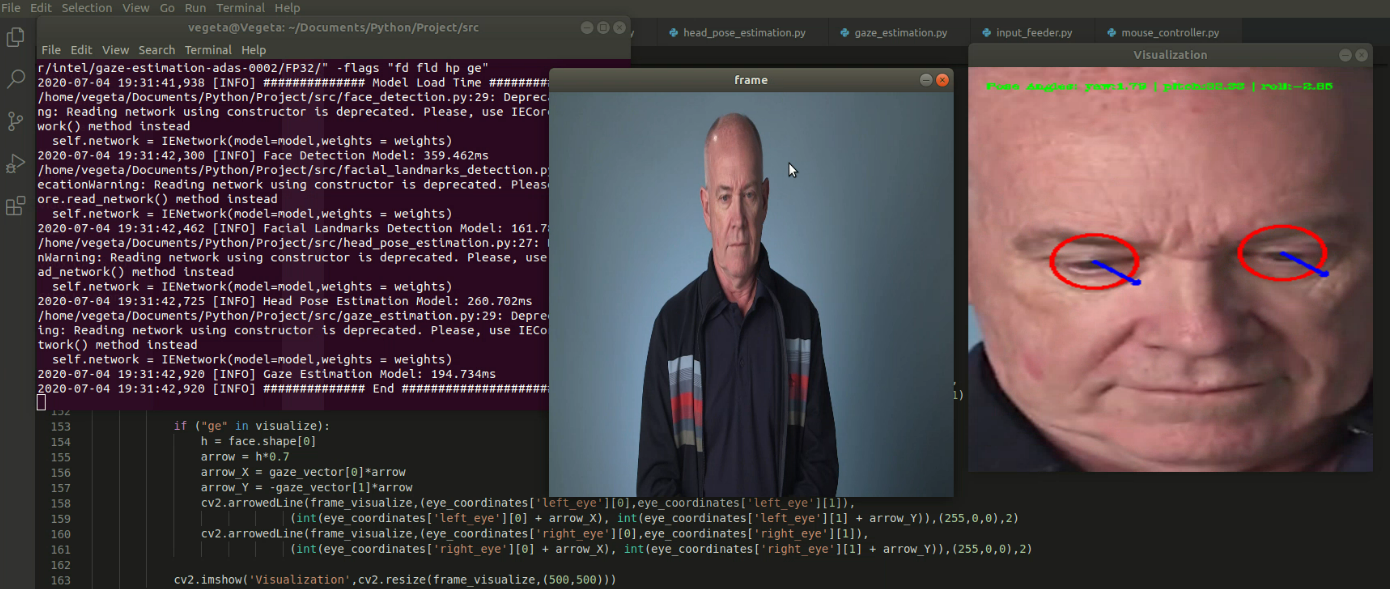 File Edit Selection View Go Run Terminal Help
vegeta@Vegeta: ~/Documents/Python/Project/src
File Edit View Search Terminal Help
r/intel/gaze-estimation-adas-0002/FP32/" -flags "fd fld hp ge"
2020-07-04 19:31:41,938 [INFO] ############## Model Load Time #########
/home/vegeta/Documents/Python/Project/src/face_detection.py:29: Depreca
ng: Reading network using constructor is deprecated. Please, use IECor
work() method instead
self.network = IENetwork(model=model,weights = weights)
2020-07-04 19:31:42,300 [INFO] Face Detection Model: 359.462ms
/home/vegeta/Documents/Python/Project/src/facial_landmarks_detection.py
ecationWarning: Reading network using constructor is deprecated. Please
ore.read_network() method instead
self.network = IENetwork(model=model,weights = weights)
2020-07-04 19:31:42,462 [INFO] Facial Landmarks Detection Model: 161.78
/home/vegeta/Documents/Python/Project/src/head_pose_estimation.py:27:
nWarning: Reading network using constructor is deprecated. Please, use
ad_network() method instead
self.network = IENetwork(model=model,weights = weights)
2020-07-04 19:31:42,725 [INFO] Head Pose Estimation Model: 260.702ms
/home/vegeta/Documents/Python/Project/src/gaze_estimation.py:29: Depre
ing: Reading network using constructor is deprecated. Please, use IECo
twork() method instead
self.network = IENetwork(model=model,weights = weights)
2020-07-04 19:31:42,920 [INFO] Gaze Estimation Model: 194.734ms
2020-07-04 19:31:42,920 [INFO] ############## End #####################
head_pose_estimation.py gaze_estimation.py input_feeder.py mouse_controller.py
frame
Visualization
1)
152
153 if ("ge" in visualize):
154 h = face.shape[0]
155 arrow = h*0.7
156 arrow_X = gaze_vector[0]*arrow
157 arrow_Y = -gaze_vector[1]*arrow
158 cv2.arrowedLine(frame_visualize,(eye_coordinates['left_eye'][0],eye_coordinates['left_eye'][1]),
159 (int(eye_coordinates['left_eye'][0] + arrow_X), int(eye_coordinates['left_eye'][1] + arrow_Y)),(255,0,0),2)
160 cv2.arrowedLine(frame_visualize,(eye_coordinates['right_eye'][0],eye_coordinates['right_eye'][1]),
161 (int(eye_coordinates['right_eye'][0] + arrow_X), int(eye_coordinates['right_eye'][1] + arrow_Y)),(255,0,0),2)
162
163 cv2.imshow('Visualization',cv2.resize(frame_visualize,(500,500)))